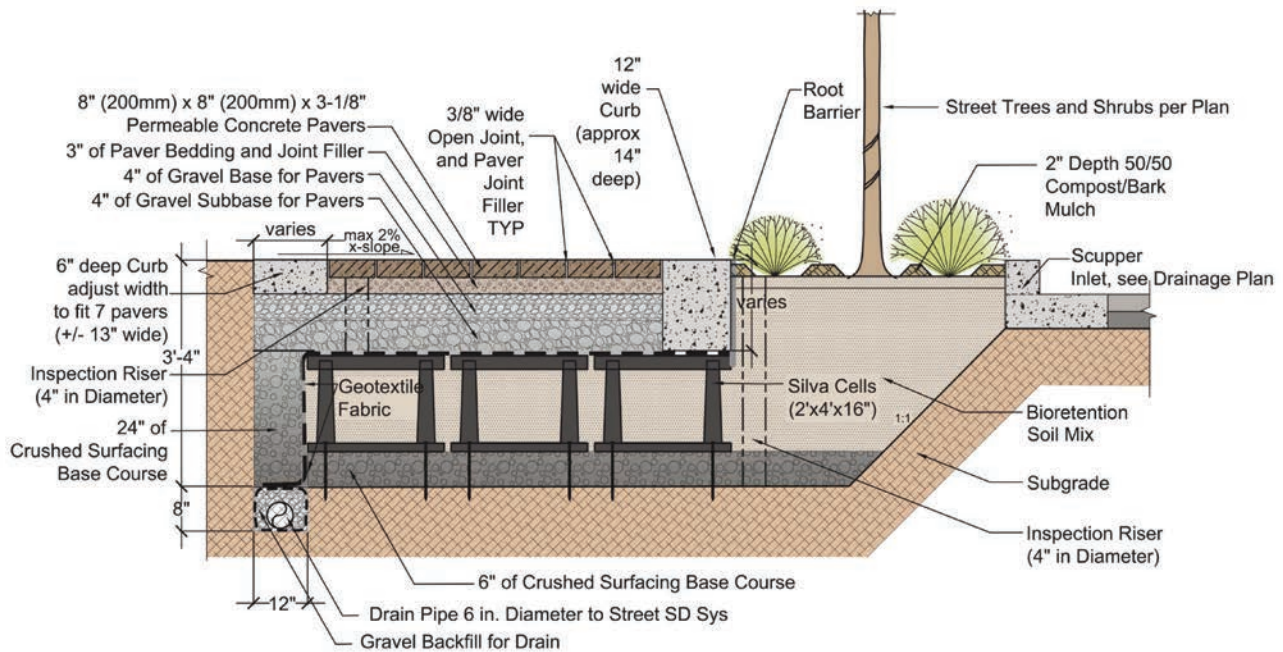 8" (200mm) x 8" (200mm) x 3-1/8"
Permeable Concrete Pavers
3" of Paver Bedding and Joint Filler
4" of Gravel Base for Pavers
4" of Gravel Subbase for Pavers
varies
max 2%
x-slope
6" deep Curb
adjust width
to fit 7 pavers
(+/- 13" wide)
3'-4"
Inspection Riser
(4" in Diameter)
24" of
Crushed Surfacing
Base Course
8"
12"
3/8" wide
Open Joint,
and Paver
Joint
Filler
TYP
12"
wide
Curb
(approx
14"
deep)
Root
Barrier
Street Trees and Shrubs per Plan
2" Depth 50/50
Compost/Bark
Mulch
Scupper
Inlet, see Drainage Plan
varies
Geotextile
Fabric
Silva Cells
(2'x4'x16")
1:1
Bioretention
Soil Mix
Subgrade
Inspection Riser
(4" in Diameter)
6" of Crushed Surfacing Base Course
Drain Pipe 6 in. Diameter to Street SD Sys
Gravel Backfill for Drain